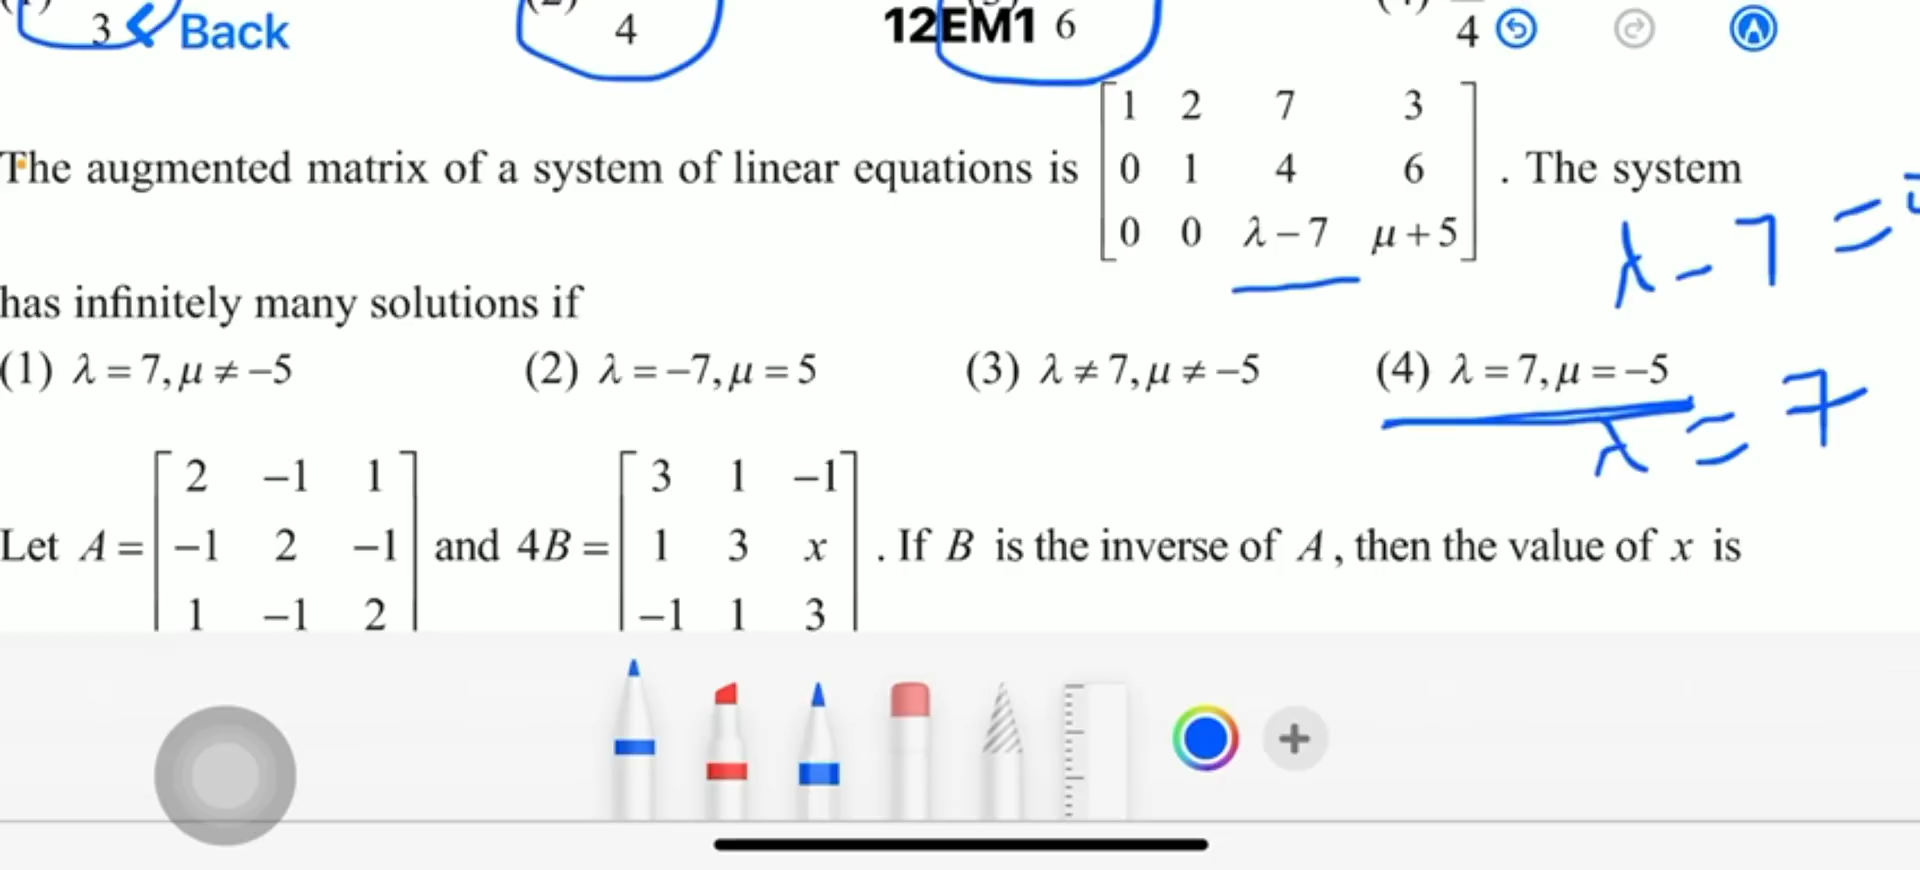 3 Back 4 12EM1 6 4
The augmented matrix of a system of linear equations is [1 2 7 3
0 1 4 6
0 0 λ−7 μ+5]. The system
λ - 7 =
has infinitely many solutions if
(1) λ = 7, μ ≠ −5 (2) λ = −7, μ = 5 (3) λ ≠ 7, μ ≠ −5 (4) λ = 7, μ = −5
λ = 7
Let A = [2 −1 1
−1 2 −1
1 −1 2] and 4B = [3 1 −1
1 3 x
−1 1 3]. If B is the inverse of A, then the value of x is